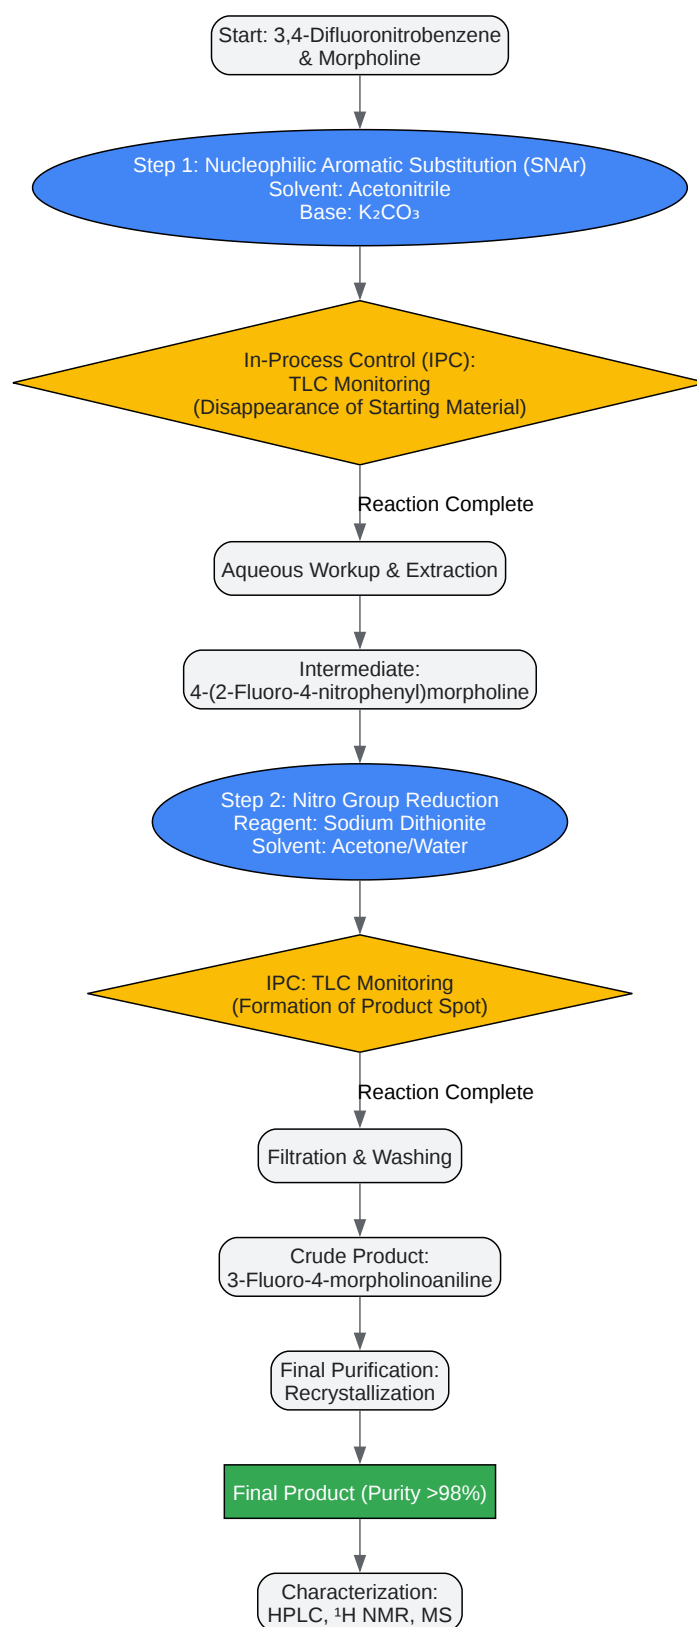 Start: 3,4-Difluoronitrobenzene
& Morpholine
Step 1: Nucleophilic Aromatic Substitution (SNAr)
Solvent: Acetonitrile
Base: K₂CO₃
In-Process Control (IPC):
TLC Monitoring
(Disappearance of Starting Material)
Reaction Complete
Aqueous Workup & Extraction
Intermediate:
4-(2-Fluoro-4-nitrophenyl)morpholine
Step 2: Nitro Group Reduction
Reagent: Sodium Dithionite
Solvent: Acetone/Water
IPC: TLC Monitoring
(Formation of Product Spot)
Reaction Complete
Filtration & Washing
Crude Product:
3-Fluoro-4-morpholinoaniline
Final Purification:
Recrystallization
Final Product (Purity >98%)
Characterization:
HPLC, ¹H NMR, MS